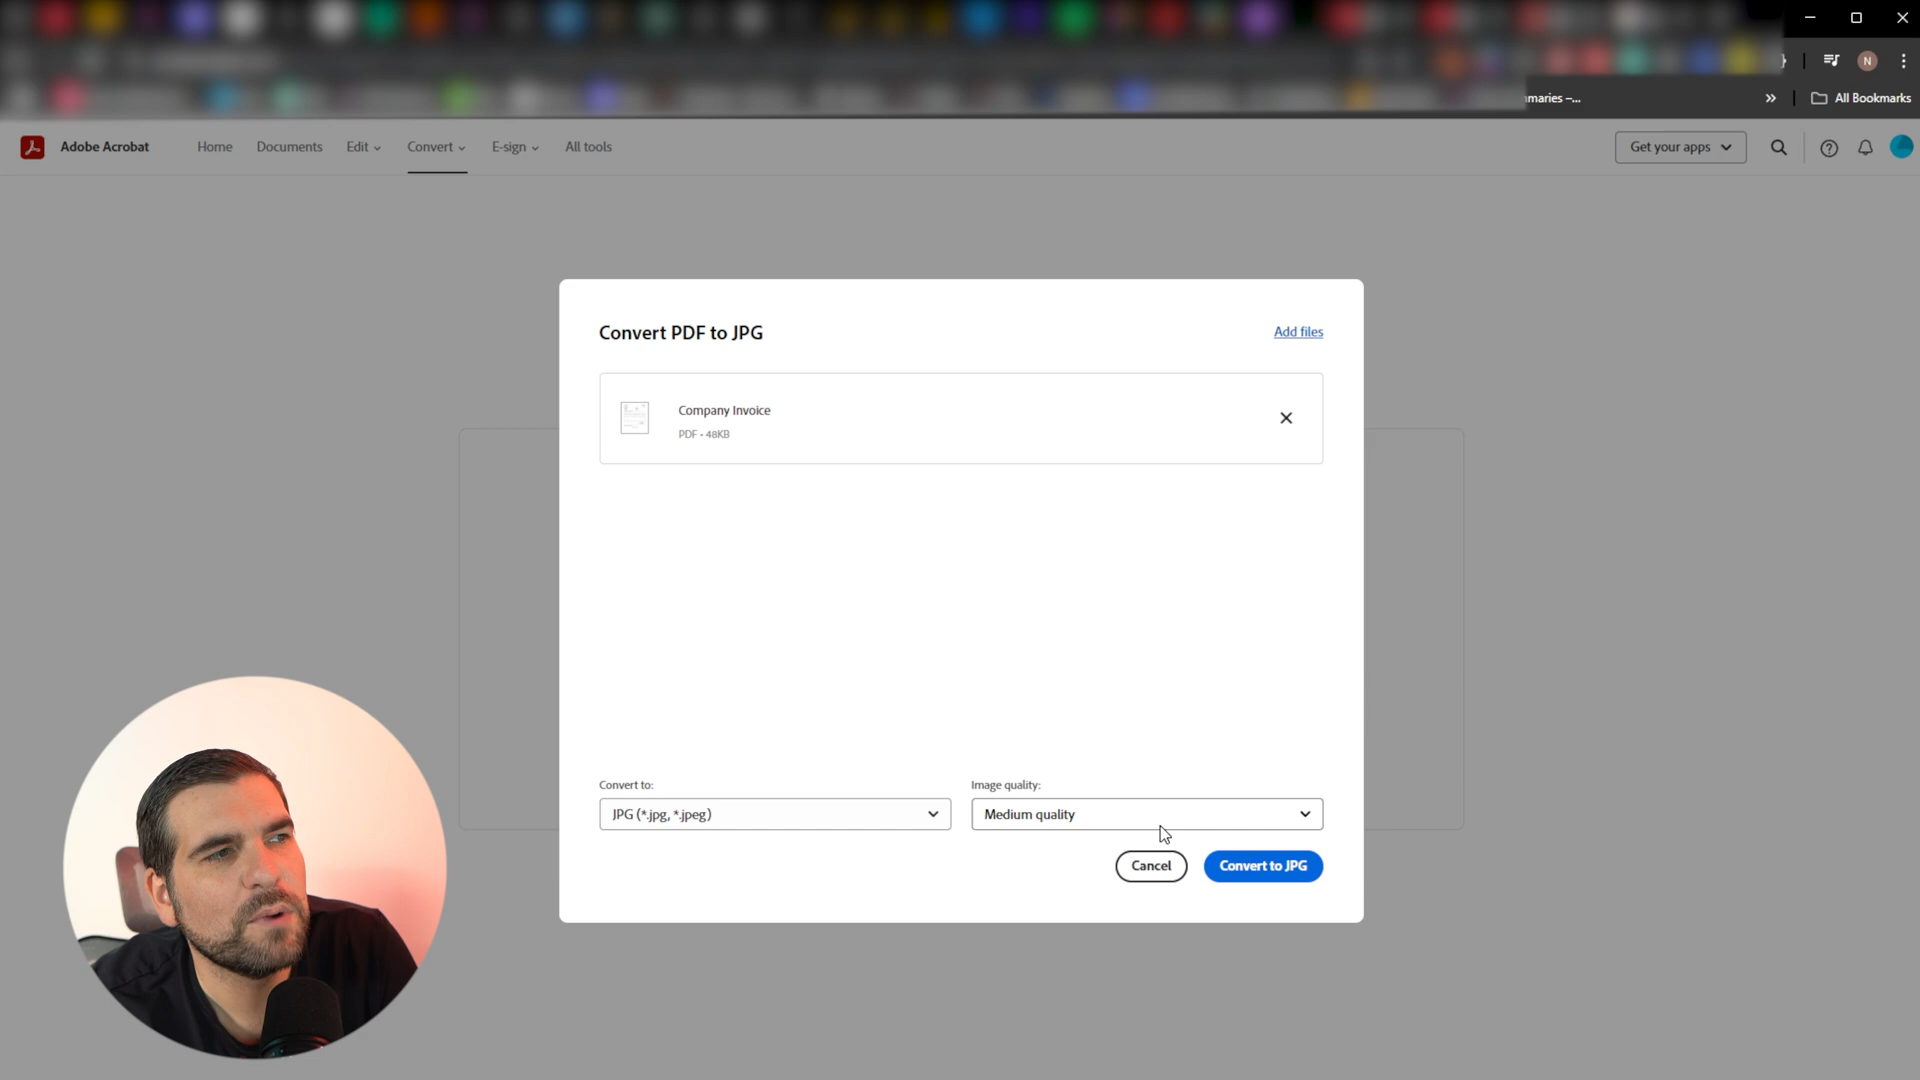 maries –...
All Bookmarks
N
Adobe Acrobat
Home
Documents
Edit
Convert
E-sign
All tools
Get your apps
Convert PDF to JPG
Add files
Company Invoice
PDF • 48KB
Convert to:
Image quality:
JPG (*.jpg, *.jpeg)
Medium quality
Cancel
Convert to JPG